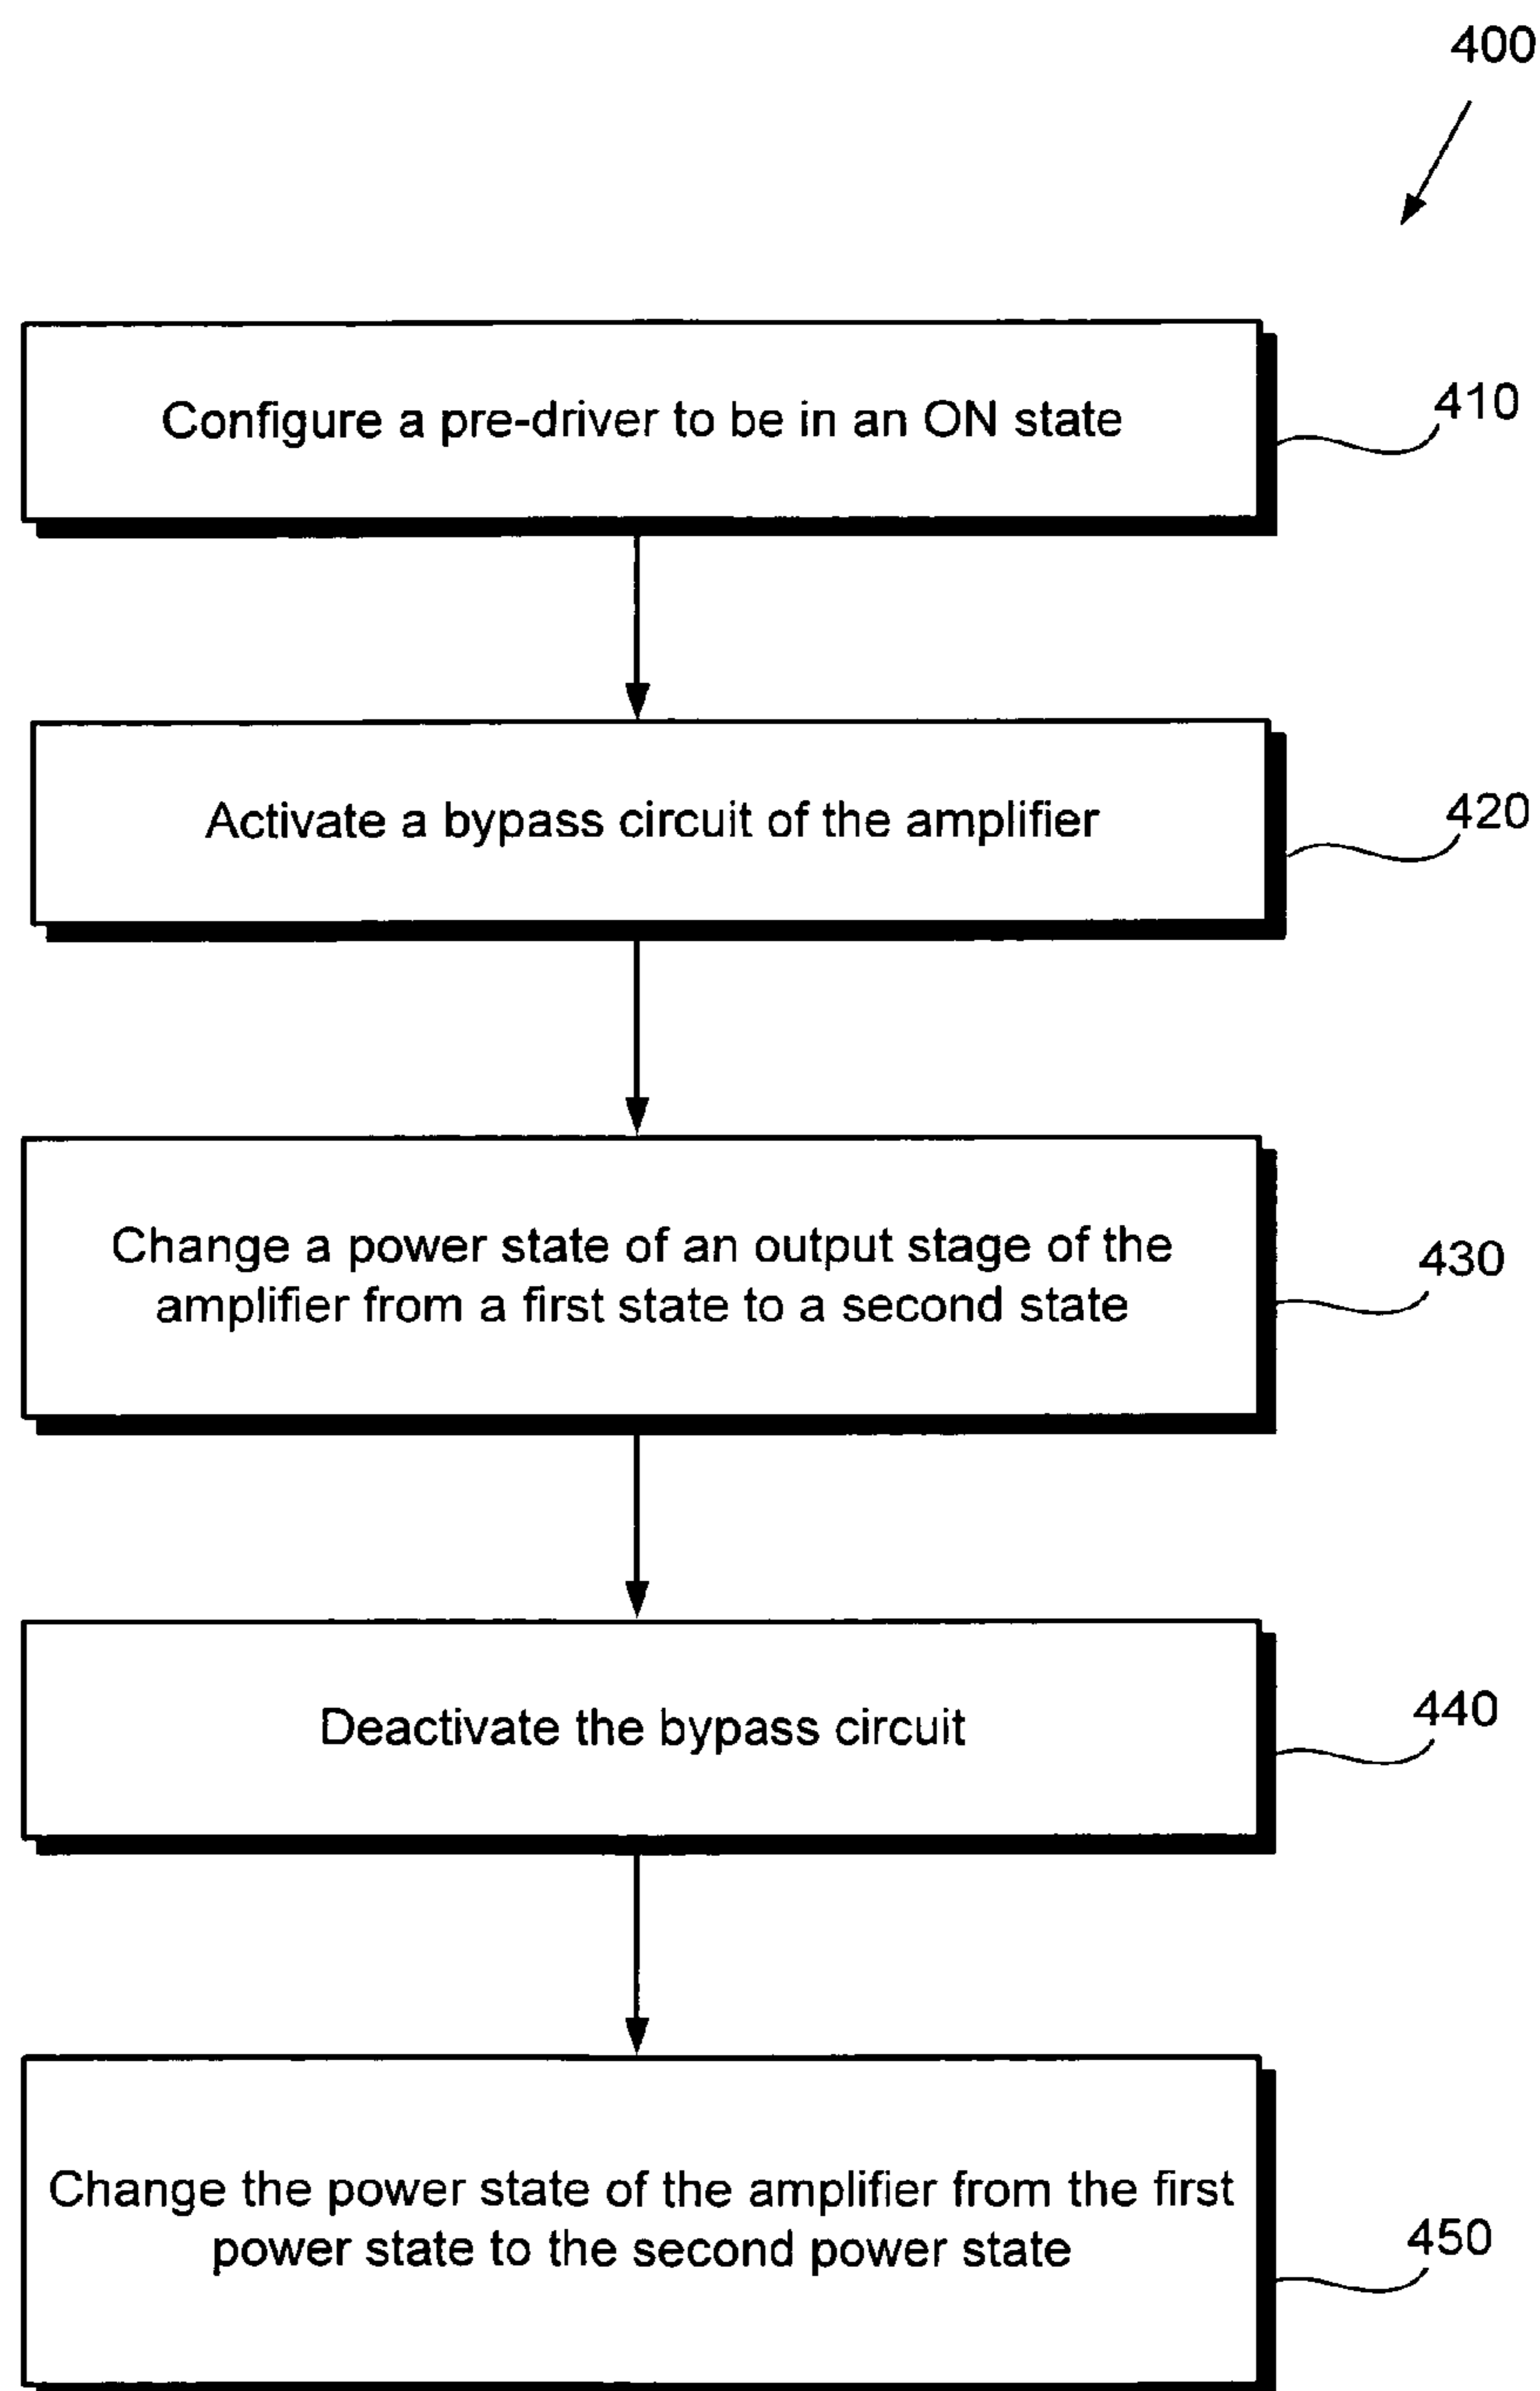 400
Configure a pre-driver to be in an ON state
410
Activate a bypass circuit of the amplifier
420
Change a power state of an output stage of the
amplifier from a first state to a second state
430
Deactivate the bypass circuit
440
Change the power state of the amplifier from the first
power state to the second power state
450